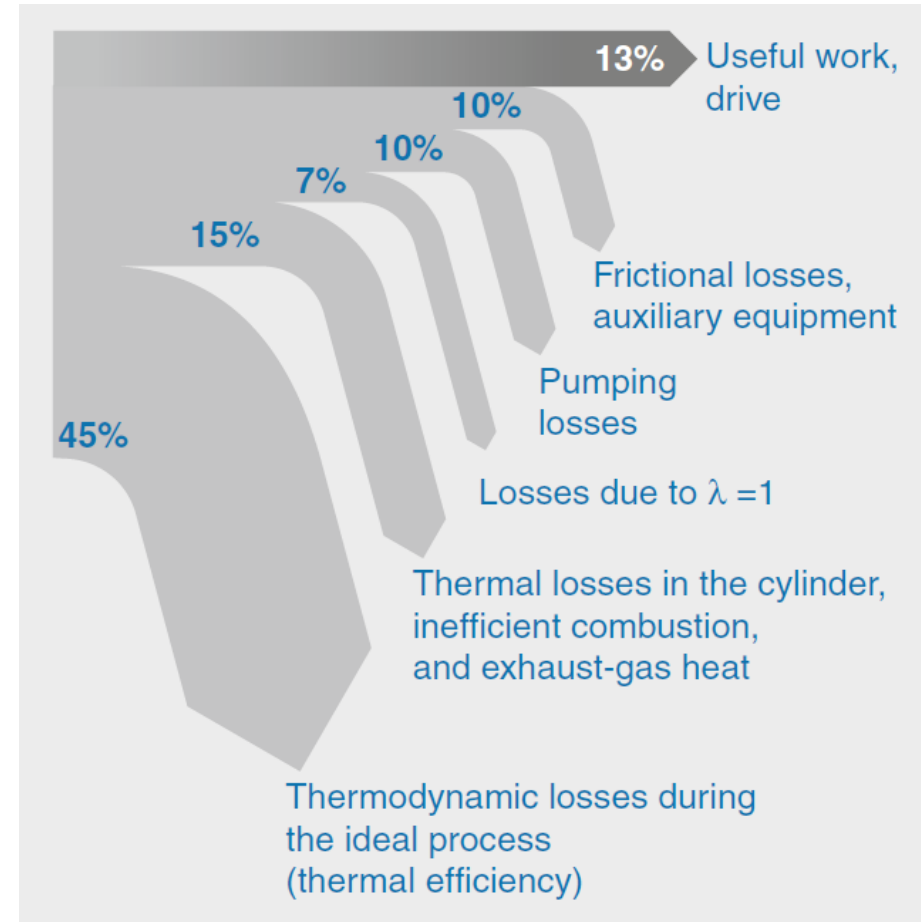 13%
Useful work,
drive
10%
10%
7%
15%
Frictional losses,
auxiliary equipment
Pumping
losses
45%
Losses due to λ =1
Thermal losses in the cylinder,
inefficient combustion,
and exhaust-gas heat
Thermodynamic losses during
the ideal process
(thermal efficiency)